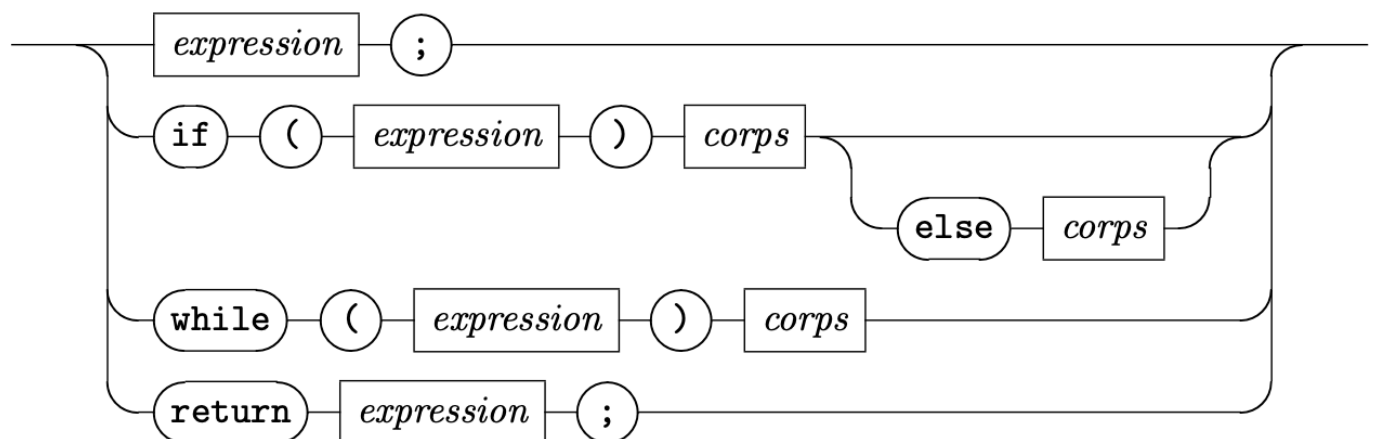 expression ;
if ( expression ) corps
else corps
while ( expression ) corps
return expression ;